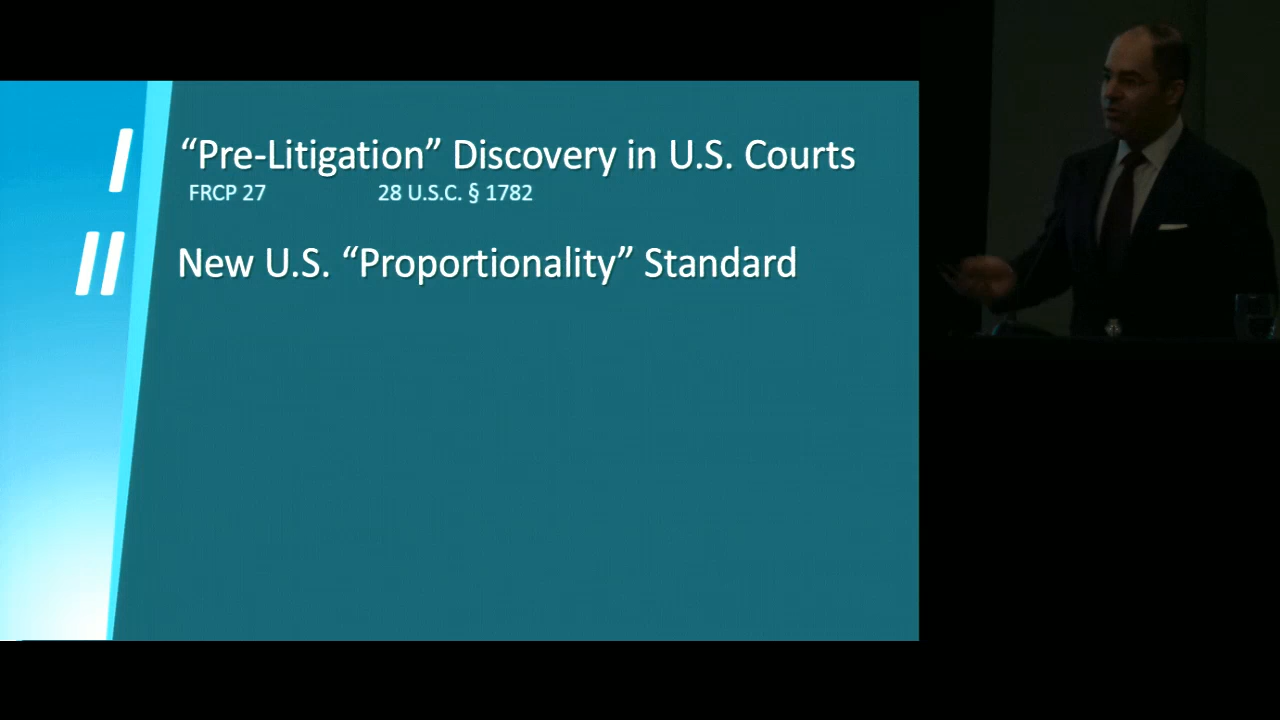 I
“Pre-Litigation” Discovery in U.S. Courts
FRCP 27 28 U.S.C. § 1782
II
New U.S. “Proportionality” Standard